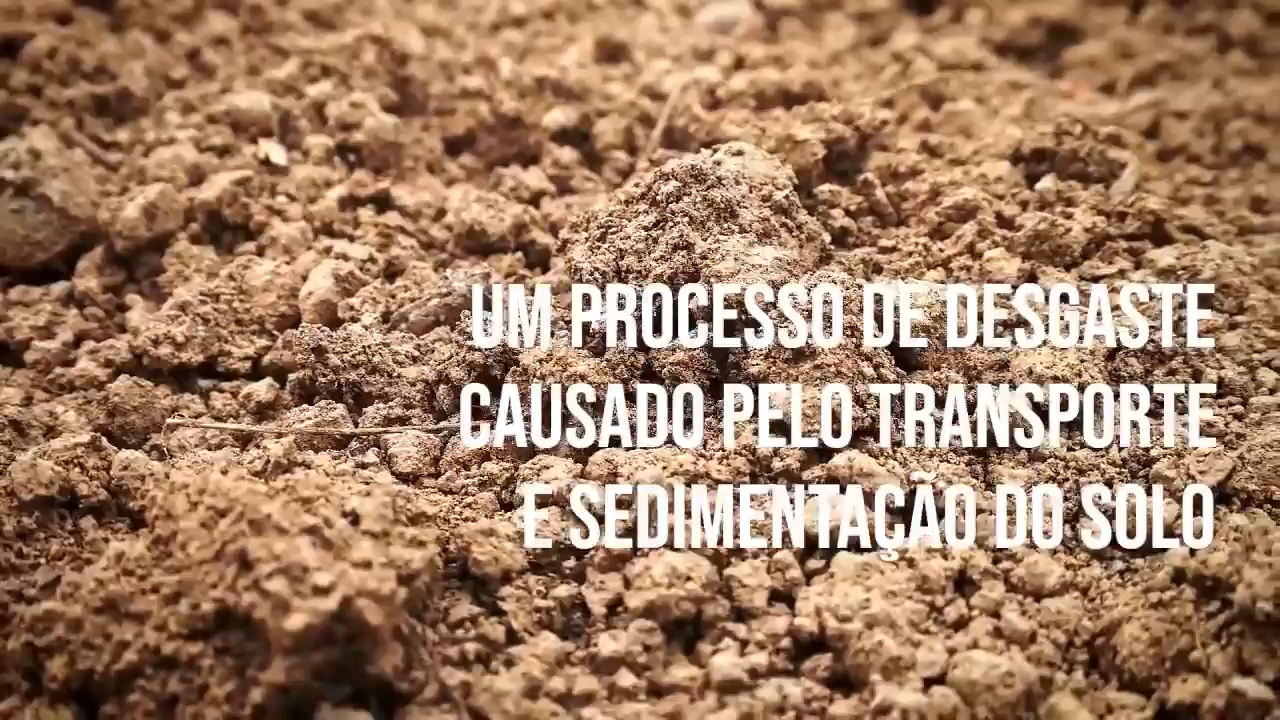 UM PROCESSO DE DESGASTE
CAUSADO PELO TRANSPORTE
E SEDIMENTAÇÃO DO SOLO